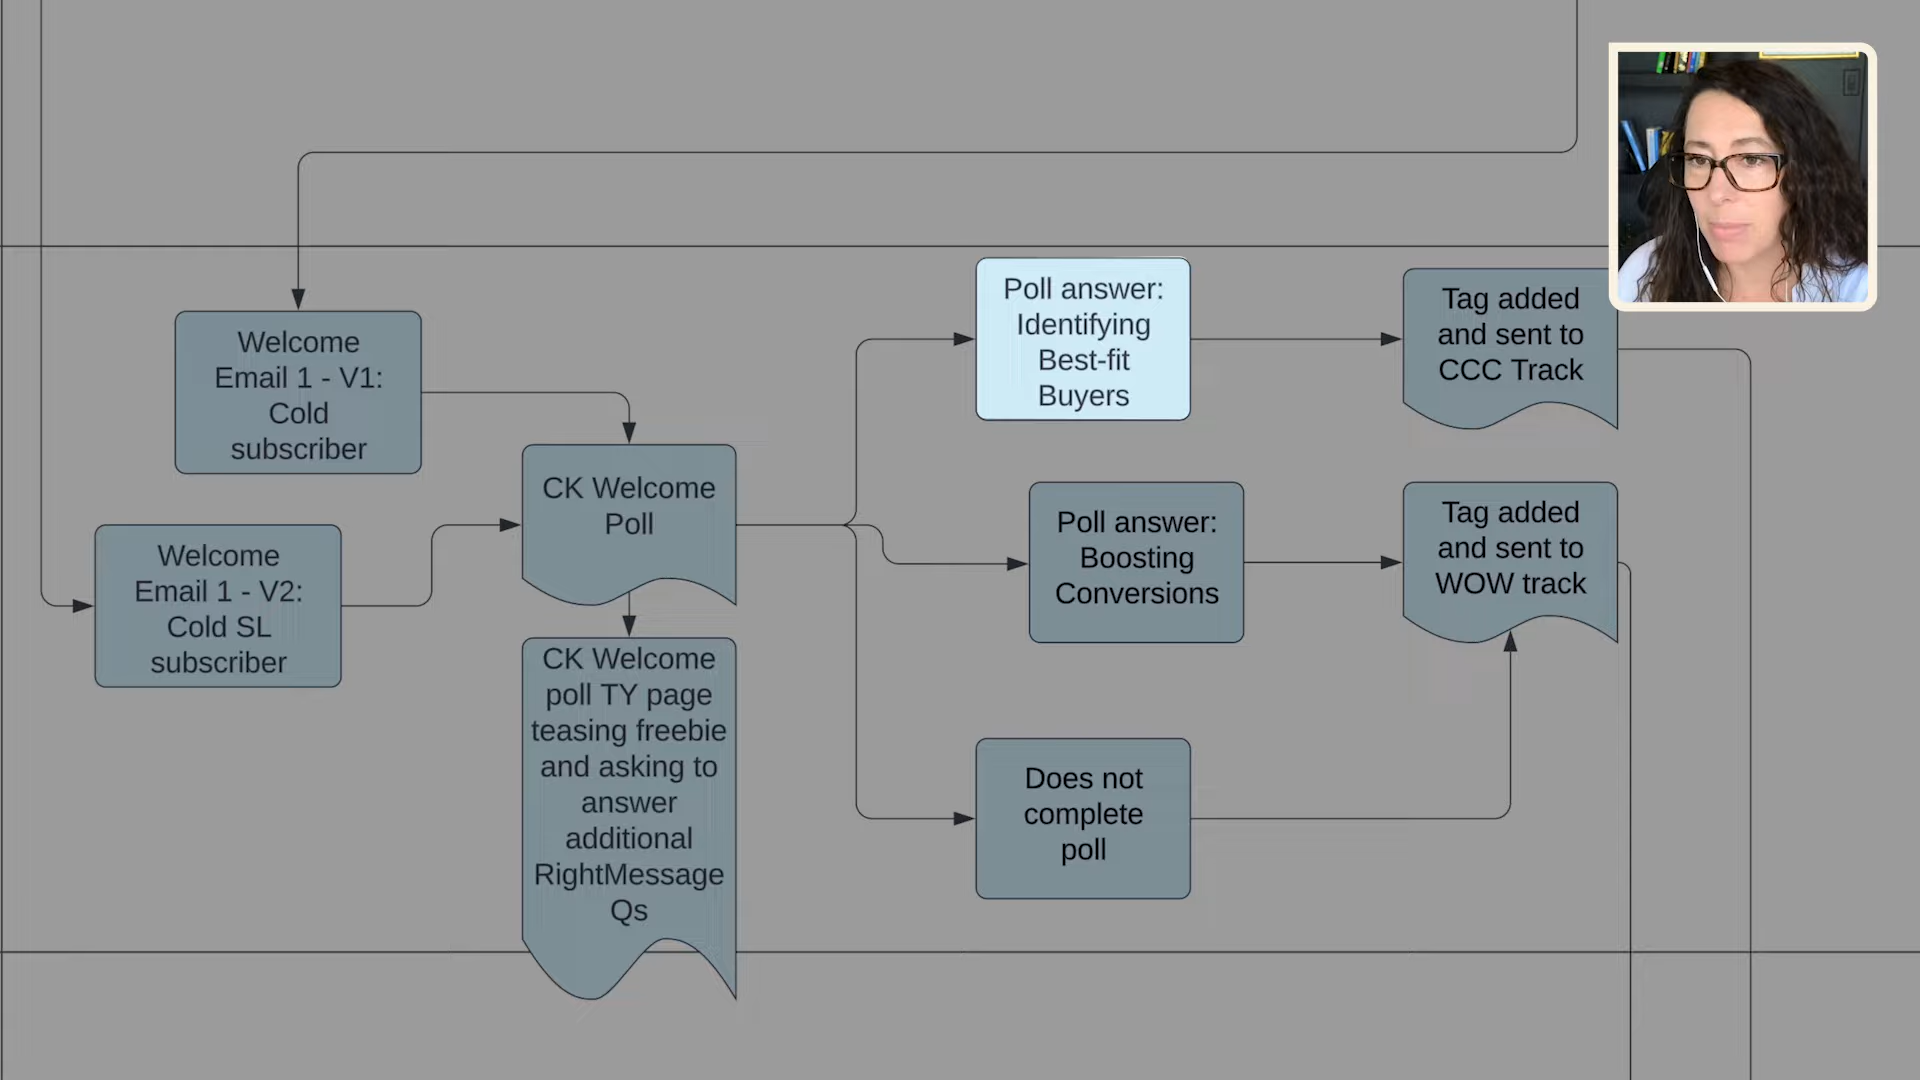 Welcome
Email 1 - V1:
Cold
subscriber
Welcome
Email 1 - V2:
Cold SL
subscriber
CK Welcome
Poll
CK Welcome
poll TY page
teasing freebie
and asking to
answer
additional
RightMessage
Qs
Poll answer:
Identifying
Best-fit
Buyers
Poll answer:
Boosting
Conversions
Does not
complete
poll
Tag added
and sent to
CCC Track
Tag added
and sent to
WOW track